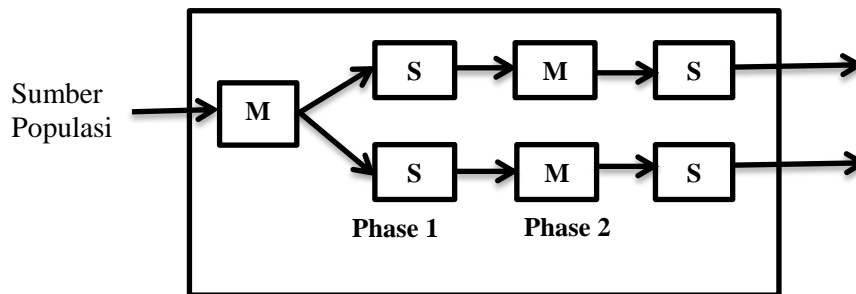 S M S
Sumber
Populasi
M
S M S
Phase 1 Phase 2